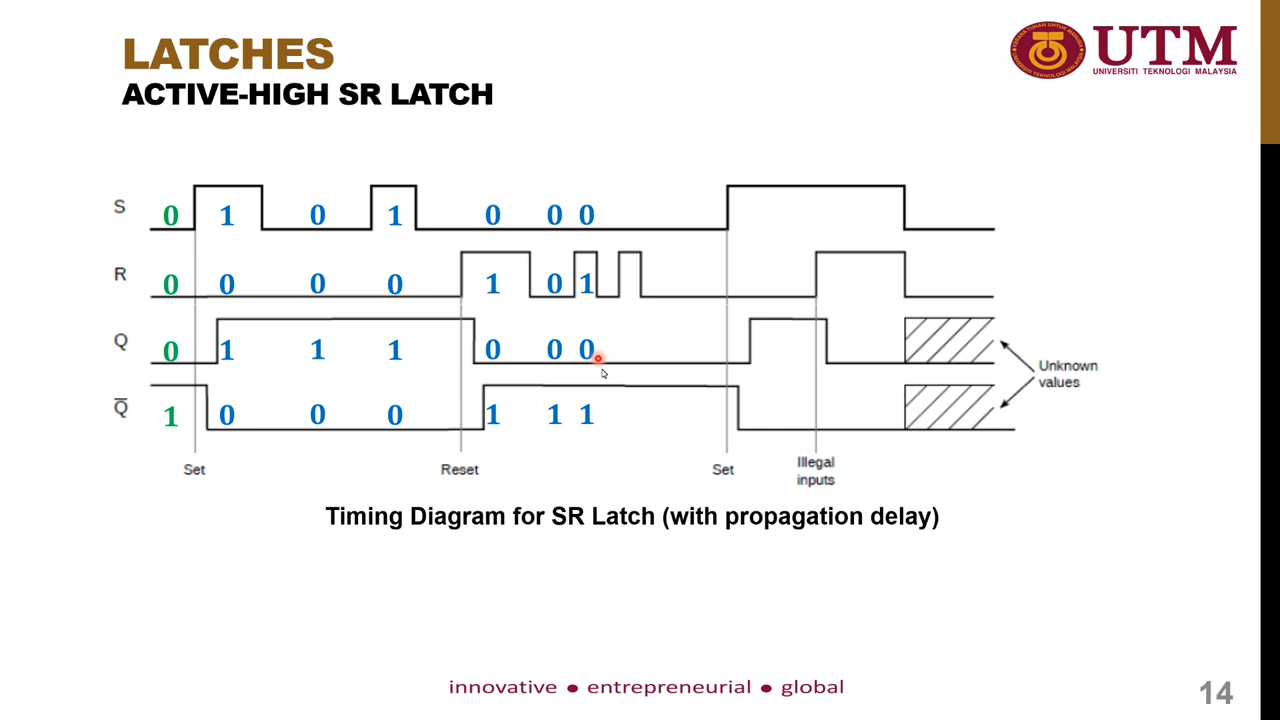 LATCHES
ACTIVE-HIGH SR LATCH
UTM
UNIVERSITI TEKNOLOGI MALAYSIA
S 0 1 0 1 0 0 0
R 0 0 0 0 1 0 1
Q 0 1 1 1 0 0 0
Q̅ 1 0 0 0 1 1 1
Unknown
values
Set Reset Set Illegal
inputs
Timing Diagram for SR Latch (with propagation delay)
innovative ● entrepreneurial ● global
14